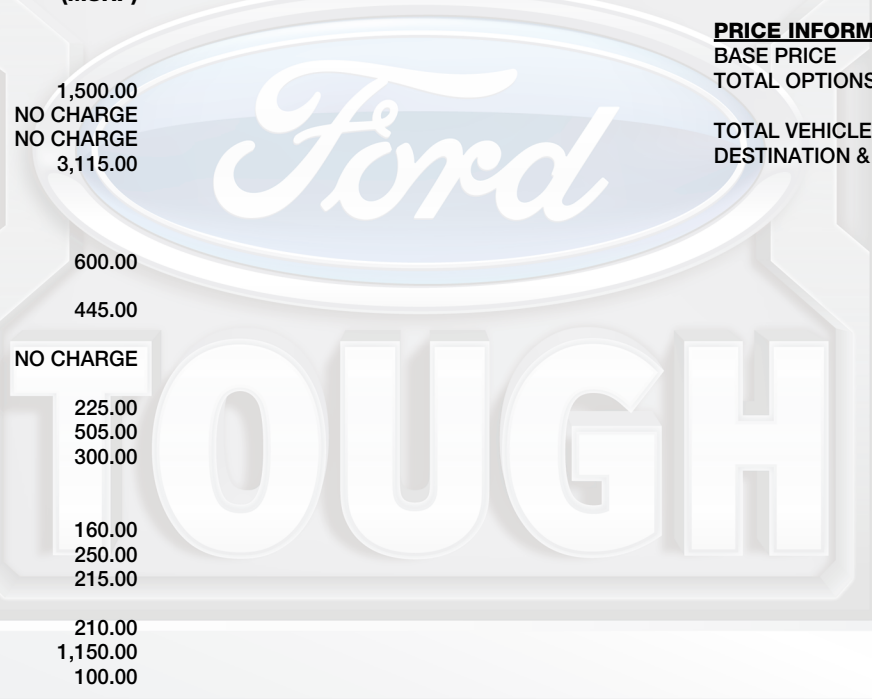 (MSRP)
1,500.00
NO CHARGE
NO CHARGE
3,115.00
600.00
445.00
NO CHARGE
225.00
505.00
300.00
160.00
250.00
215.00
210.00
1,150.00
100.00
PRICE INFORM
BASE PRICE
TOTAL OPTIONS
TOTAL VEHICLE
DESTINATION &
Ford
TOUGH